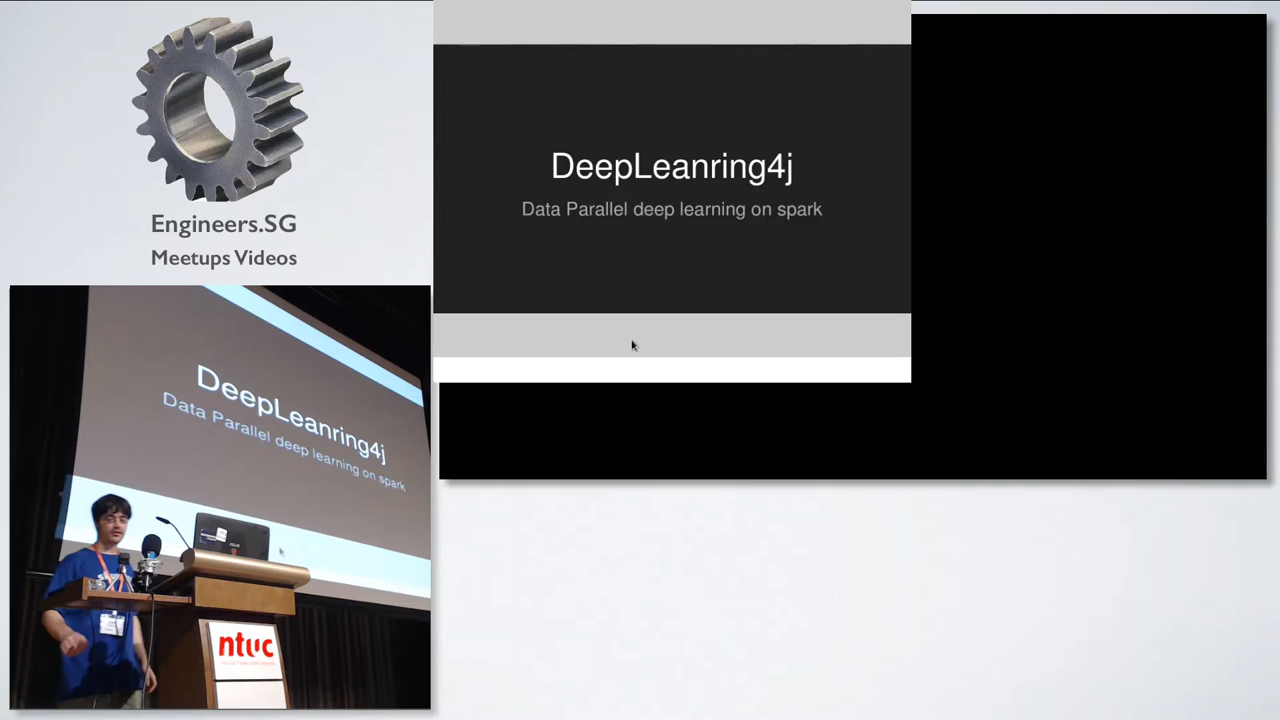 Engineers.SG
Meetups Videos
DeepLeanring4j
Data Parallel deep learning on spark
DeepLeanring4j
Data Parallel deep learning on spark
ASUS
ntuc